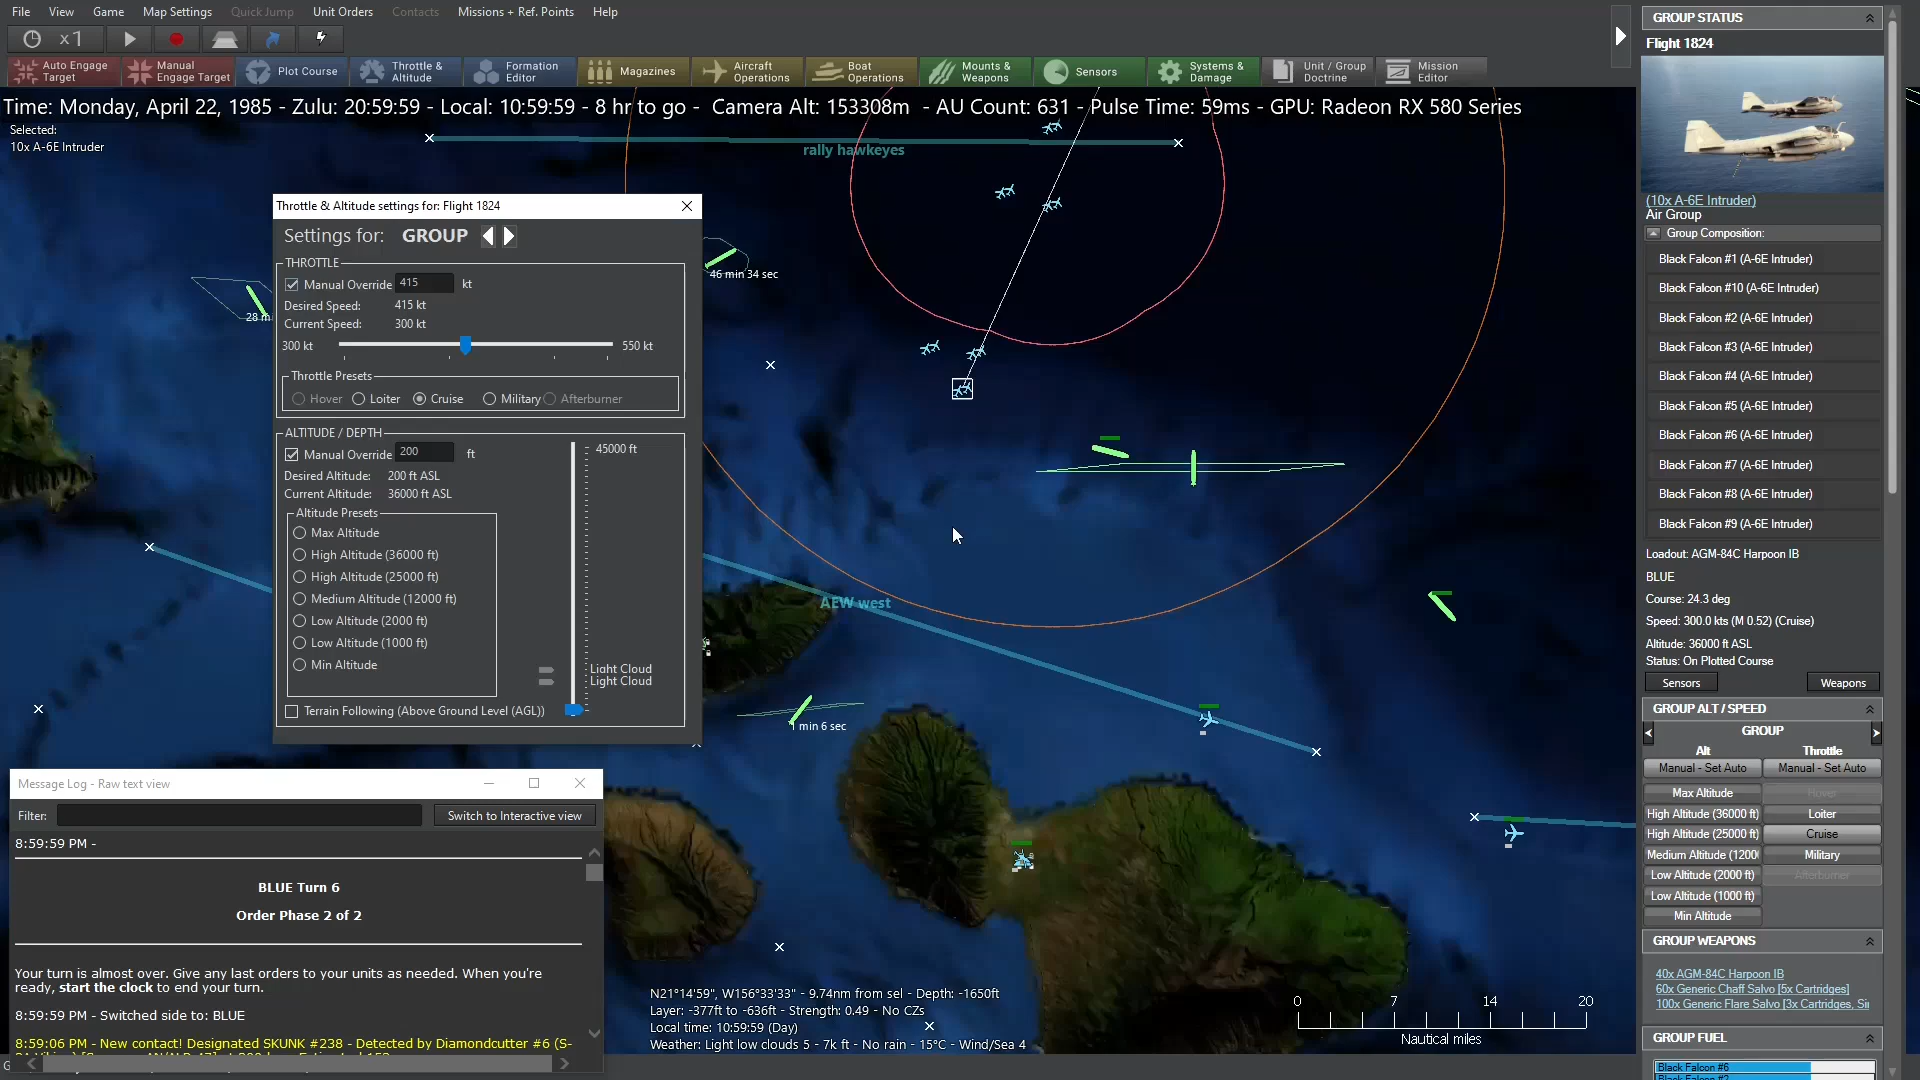 File View Game Map Settings Quick Jump Unit Orders Contacts Missions + Ref. Points Help
x1
Auto Engage Target
Manual Engage Target
Plot Course
Throttle & Altitude
Formation Editor
Magazines
Aircraft Operations
Boat Operations
Mounts & Weapons
Sensors
Systems & Damage
Unit / Group Doctrine
Mission Editor
Time: Monday, April 22, 1985 - Zulu: 20:59:59 - Local: 10:59:59 - 8 hr to go - Camera Alt: 153308m - AU Count: 631 - Pulse Time: 59ms - GPU: Radeon RX 580 Series
Selected:
10x A-6E Intruder
rally hawkeyes
46 min 34 sec
AEW west
1 min 6 sec
Throttle & Altitude settings for: Flight 1824
Settings for: GROUP
THROTTLE
Manual Override 415 kt
Desired Speed: 415 kt
Current Speed: 300 kt
300 kt 550 kt
Throttle Presets
Hover Loiter Cruise Military Afterburner
ALTITUDE / DEPTH
Manual Override 200 ft
45000 ft
Desired Altitude: 200 ft ASL
Current Altitude: 36000 ft ASL
Altitude Presets
Max Altitude
High Altitude (36000 ft)
High Altitude (25000 ft)
Medium Altitude (12000 ft)
Low Altitude (2000 ft)
Low Altitude (1000 ft)
Min Altitude
Light Cloud
Light Cloud
Terrain Following (Above Ground Level (AGL))
Message Log - Raw text view
Filter: Switch to Interactive view
8:59:59 PM -
BLUE Turn 6
Order Phase 2 of 2
Your turn is almost over. Give any last orders to your units as needed. When you're
ready, start the clock to end your turn.
8:59:59 PM - Switched side to: BLUE
8:59:06 PM - New contact! Designated SKUNK #238 - Detected by Diamondcutter #6 (S-
N21°14'59", W156°33'33" - 9.74nm from sel - Depth: -1650ft
Layer: -377ft to -636ft - Strength: 0.49 - No CZs
Local time: 10:59:59 (Day)
Weather: Light low clouds 5 - 7k ft - No rain - 15°C - Wind/Sea 4
0 7 14 20
Nautical miles
GROUP STATUS
Flight 1824
(10x A-6E Intruder)
Air Group
Group Composition:
Black Falcon #1 (A-6E Intruder)
Black Falcon #10 (A-6E Intruder)
Black Falcon #2 (A-6E Intruder)
Black Falcon #3 (A-6E Intruder)
Black Falcon #4 (A-6E Intruder)
Black Falcon #5 (A-6E Intruder)
Black Falcon #6 (A-6E Intruder)
Black Falcon #7 (A-6E Intruder)
Black Falcon #8 (A-6E Intruder)
Black Falcon #9 (A-6E Intruder)
Loadout: AGM-84C Harpoon IB
BLUE
Course: 24.3 deg
Speed: 300.0 kts (M 0.52) (Cruise)
Altitude: 36000 ft ASL
Status: On Plotted Course
Sensors Weapons
GROUP ALT / SPEED
GROUP
Alt Throttle
Manual - Set Auto Manual - Set Auto
Max Altitude Hover
High Altitude (36000 ft) Loiter
High Altitude (25000 ft) Cruise
Medium Altitude (1200 Military
Low Altitude (2000 ft) Afterburner
Low Altitude (1000 ft)
Min Altitude
GROUP WEAPONS
40x AGM-84C Harpoon IB
60x Generic Chaff Salvo [5x Cartridges]
100x Generic Flare Salvo [3x Cartridges, Si
GROUP FUEL
Black Falcon #6